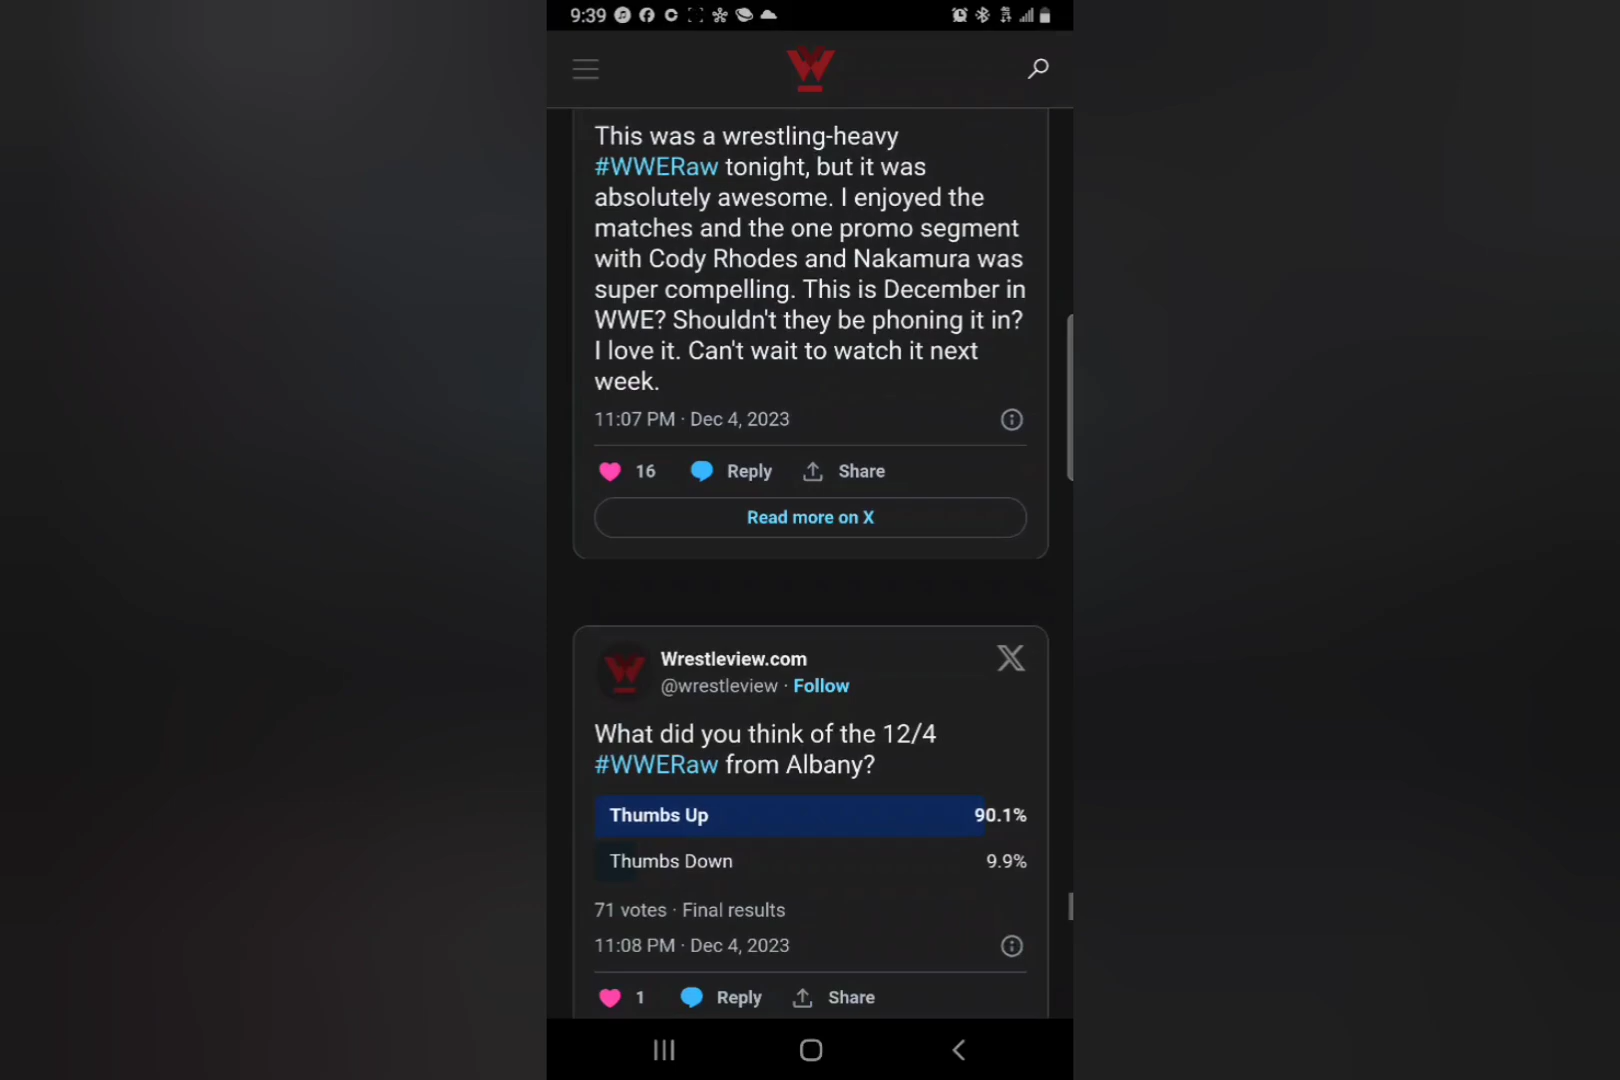 9:39
This was a wrestling-heavy
#WWERaw tonight, but it was
absolutely awesome. I enjoyed the
matches and the one promo segment
with Cody Rhodes and Nakamura was
super compelling. This is December in
WWE? Shouldn't they be phoning it in?
I love it. Can't wait to watch it next
week.
11:07 PM · Dec 4, 2023
16 Reply Share
Read more on X
Wrestleview.com
@wrestleview · Follow
What did you think of the 12/4
#WWERaw from Albany?
Thumbs Up 90.1%
Thumbs Down 9.9%
71 votes · Final results
11:08 PM · Dec 4, 2023
1 Reply Share